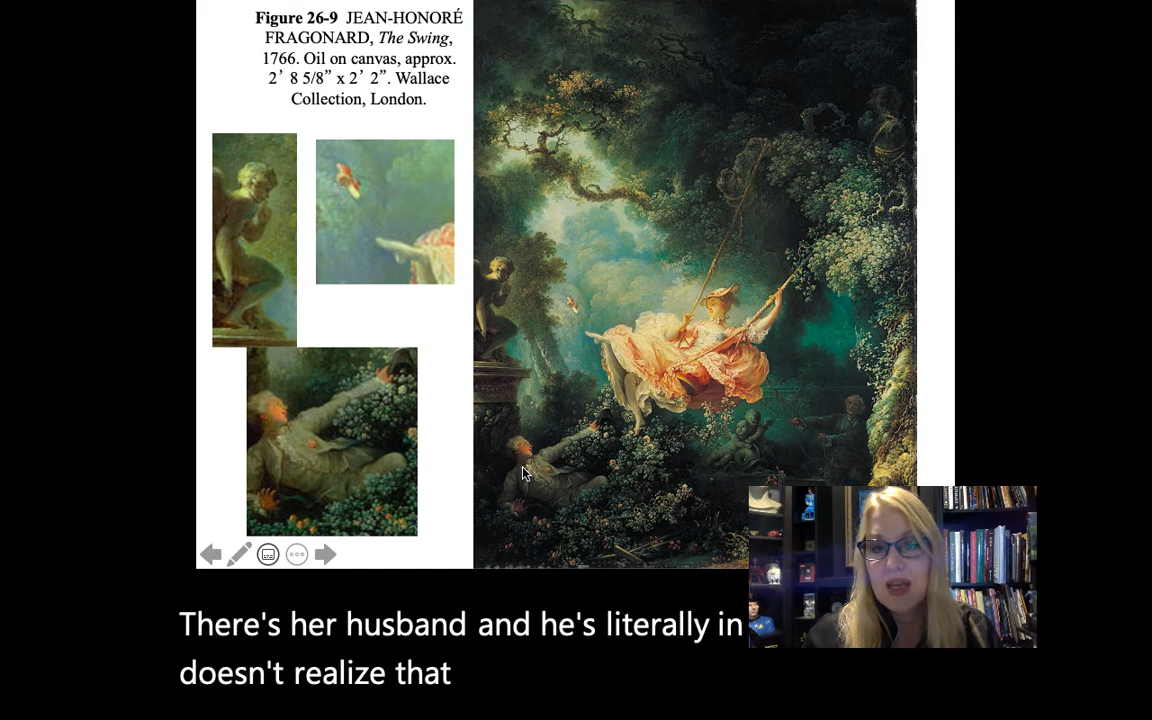 Figure 26-9 JEAN-HONORÉ
FRAGONARD, The Swing,
1766. Oil on canvas, approx.
2’ 8 5/8” x 2’ 2”. Wallace
Collection, London.
There's her husband and he's literally in
doesn't realize that